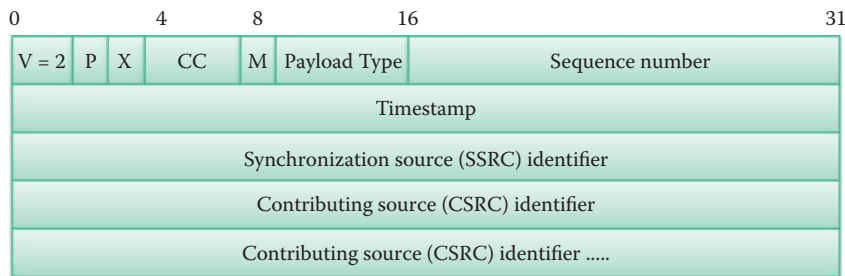 0 4 8 16 31
V = 2 P X CC M Payload Type Sequence number
Timestamp
Synchronization source (SSRC) identifier
Contributing source (CSRC) identifier
Contributing source (CSRC) identifier .....